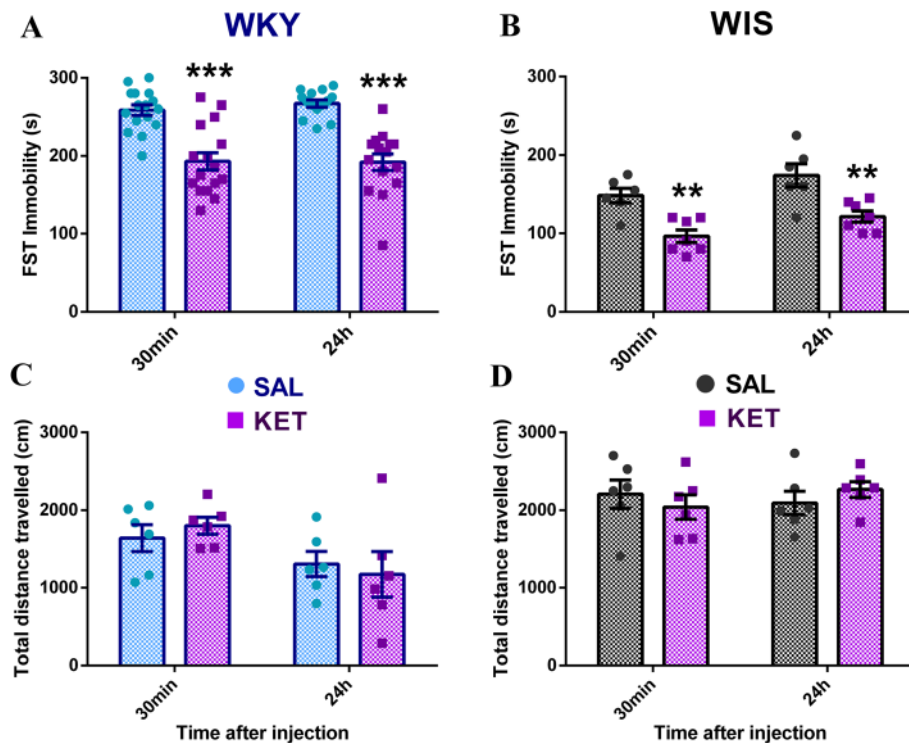 A
WKY
FST Immobility (s)
300
200
100
0
***
***
30min
24h
B
WIS
FST Immobility (s)
300
200
100
0
**
**
30min
24h
C
SAL
KET
Total distance travelled (cm)
3000
2000
1000
0
30min
24h
Time after injection
D
SAL
KET
Total distance travelled (cm)
3000
2000
1000
0
30min
24h
Time after injection